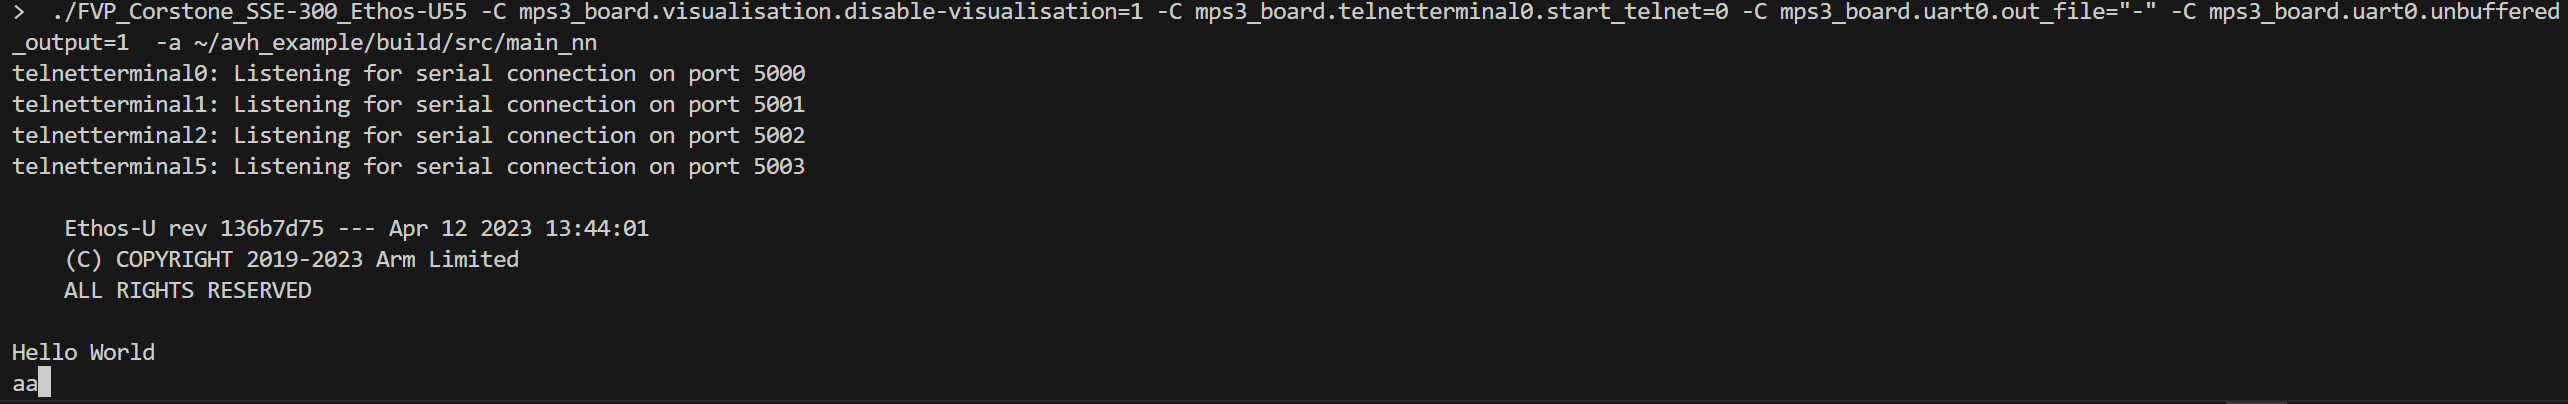 >  ./FVP_Corstone_SSE-300_Ethos-U55 -C mps3_board.visualisation.disable-visualisation=1 -C mps3_board.telnetterminal0.start_telnet=0 -C mps3_board.uart0.out_file="-" -C mps3_board.uart0.unbuffered
_output=1  -a ~/avh_example/build/src/main_nn
telnetterminal0: Listening for serial connection on port 5000
telnetterminal1: Listening for serial connection on port 5001
telnetterminal2: Listening for serial connection on port 5002
telnetterminal5: Listening for serial connection on port 5003
Ethos-U rev 136b7d75 --- Apr 12 2023 13:44:01
(C) COPYRIGHT 2019-2023 Arm Limited
ALL RIGHTS RESERVED
Hello World
aa